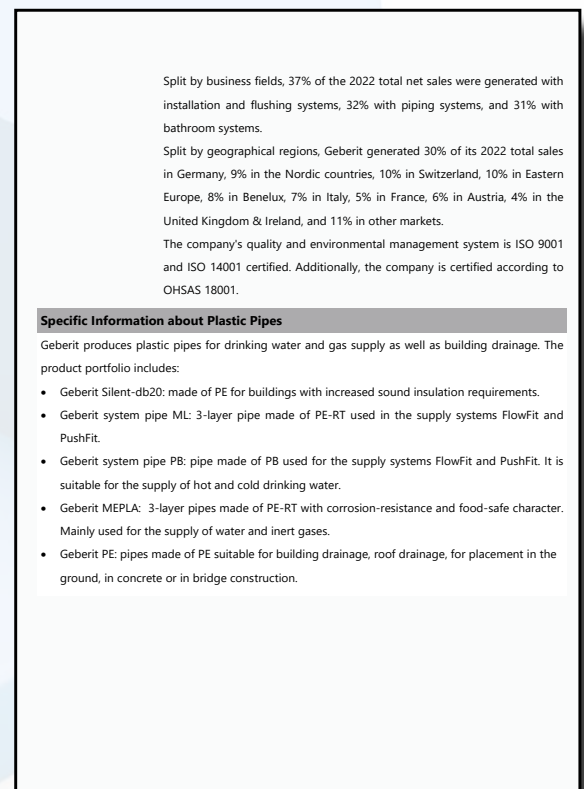 Split by business fields, 37% of the 2022 total net sales were generated with
installation and flushing systems, 32% with piping systems, and 31% with
bathroom systems.
Split by geographical regions, Geberit generated 30% of its 2022 total sales
in Germany, 9% in the Nordic countries, 10% in Switzerland, 10% in Eastern
Europe, 8% in Benelux, 7% in Italy, 5% in France, 6% in Austria, 4% in the
United Kingdom & Ireland, and 11% in other markets.
The company's quality and environmental management system is ISO 9001
and ISO 14001 certified. Additionally, the company is certified according to
OHSAS 18001.
Specific Information about Plastic Pipes
Geberit produces plastic pipes for drinking water and gas supply as well as building drainage. The
product portfolio includes:
• Geberit Silent-db20: made of PE for buildings with increased sound insulation requirements.
• Geberit system pipe ML: 3-layer pipe made of PE-RT used in the supply systems FlowFit and
PushFit.
• Geberit system pipe PB: pipe made of PB used for the supply systems FlowFit and PushFit. It is
suitable for the supply of hot and cold drinking water.
• Geberit MEPLA: 3-layer pipes made of PE-RT with corrosion-resistance and food-safe character.
Mainly used for the supply of water and inert gases.
• Geberit PE: pipes made of PE suitable for building drainage, roof drainage, for placement in the
ground, in concrete or in bridge construction.